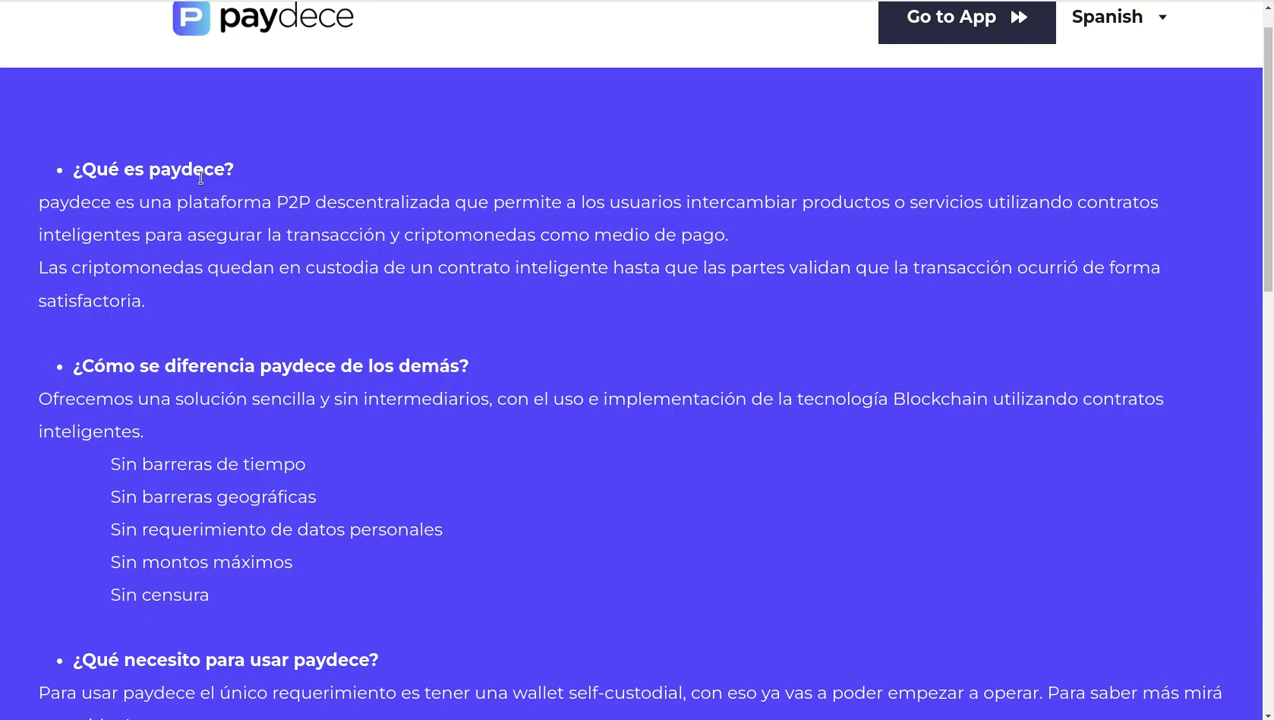 paydece
Go to App
Spanish
¿Qué es paydece?
paydece es una plataforma P2P descentralizada que permite a los usuarios intercambiar productos o servicios utilizando contratos
inteligentes para asegurar la transacción y criptomonedas como medio de pago.
Las criptomonedas quedan en custodia de un contrato inteligente hasta que las partes validan que la transacción ocurrió de forma
satisfactoria.
¿Cómo se diferencia paydece de los demás?
Ofrecemos una solución sencilla y sin intermediarios, con el uso e implementación de la tecnología Blockchain utilizando contratos
inteligentes.
Sin barreras de tiempo
Sin barreras geográficas
Sin requerimiento de datos personales
Sin montos máximos
Sin censura
¿Qué necesito para usar paydece?
Para usar paydece el único requerimiento es tener una wallet self-custodial, con eso ya vas a poder empezar a operar. Para saber más mirá